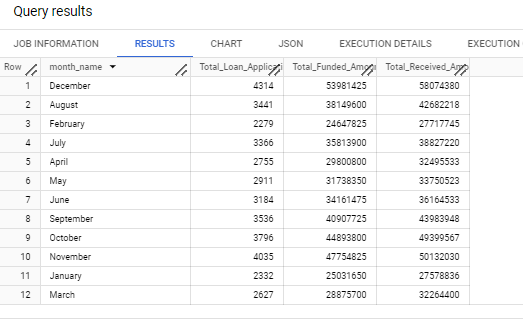 Query results
JOB INFORMATION RESULTS CHART JSON EXECUTION DETAILS EXECUTION
Row month_name Total_Loan_Applicati Total_Funded_Amou Total_Received_Amo
1 December 4314 53981425 58074380
2 August 3441 38149600 42682218
3 February 2279 24647825 27717745
4 July 3366 35813900 38827220
5 April 2755 29800800 32495533
6 May 2911 31738350 33750523
7 June 3184 34161475 36164533
8 September 3536 40907725 43983948
9 October 3796 44893800 49399567
10 November 4035 47754825 50132030
11 January 2332 25031650 27578836
12 March 2627 28875700 32264400